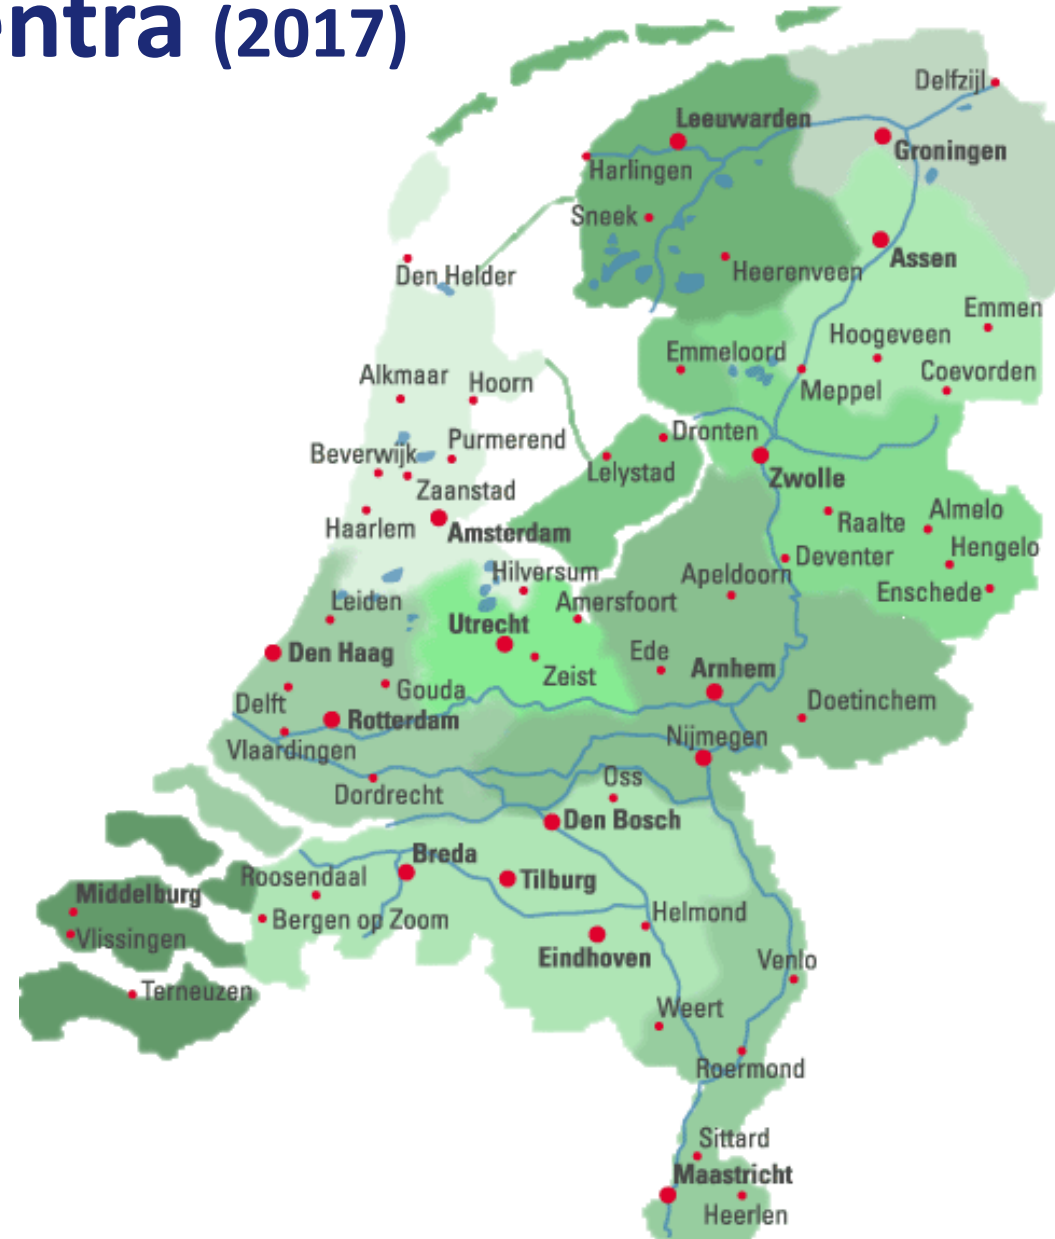 entra (2017)
Delfzijl
Leeuwarden
Groningen
Harlingen
Sneek
Assen
Heerenveen
Den Helder
Emmen
Hoogeveen
Emmeloord
Coevorden
Alkmaar
Hoorn
Meppel
Dronten
Purmerend
Beverwijk
Lelystad
Zwolle
Zaanstad
Almelo
Raalte
Haarlem
Amsterdam
Hengelo
Deventer
Hilversum
Apeldoorn
Enschede
Leiden
Amersfoort
Utrecht
Den Haag
Ede
Arnhem
Zeist
Gouda
Doetinchem
Delft
Rotterdam
Nijmegen
Vlaardingen
Oss
Dordrecht
Den Bosch
Breda
Roosendaal
Tilburg
Middelburg
Helmond
Bergen op Zoom
Vlissingen
Eindhoven
Venlo
Terneuzen
Weert
Roermond
Sittard
Maastricht
Heerlen